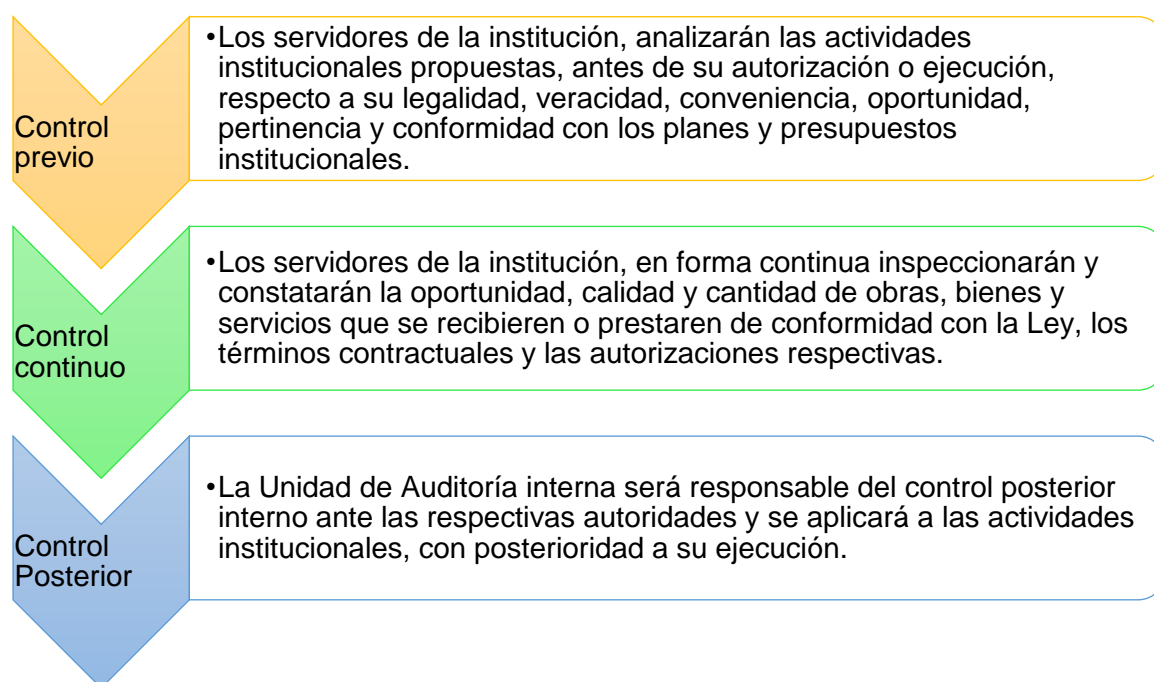 Control
previo
•Los servidores de la institución, analizarán las actividades
institucionales propuestas, antes de su autorización o ejecución,
respecto a su legalidad, veracidad, conveniencia, oportunidad,
pertinencia y conformidad con los planes y presupuestos
institucionales.
Control
continuo
•Los servidores de la institución, en forma continua inspeccionarán y
constatarán la oportunidad, calidad y cantidad de obras, bienes y
servicios que se recibieren o prestaren de conformidad con la Ley, los
términos contractuales y las autorizaciones respectivas.
Control
Posterior
•La Unidad de Auditoría interna será responsable del control posterior
interno ante las respectivas autoridades y se aplicará a las actividades
institucionales, con posterioridad a su ejecución.